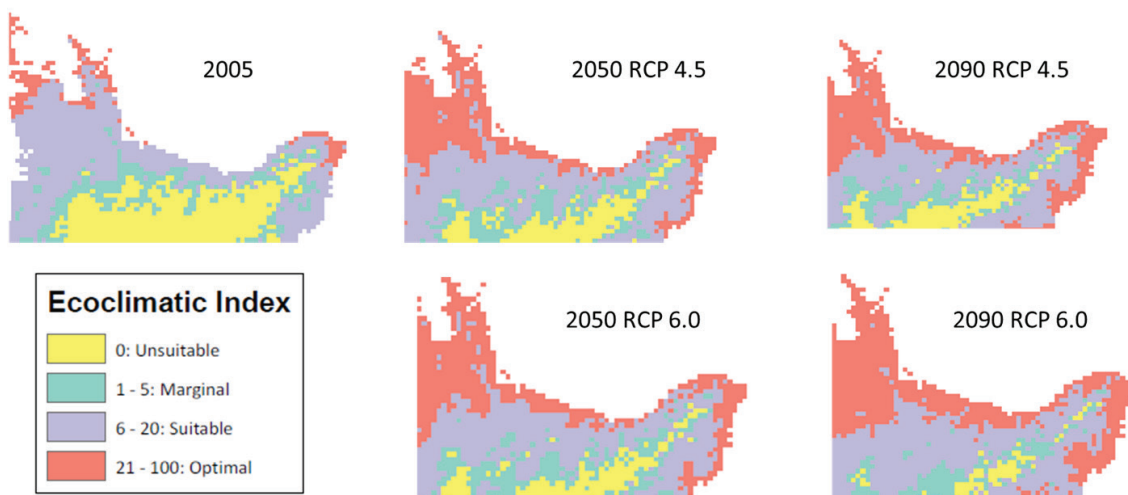 2005
2050 RCP 4.5
2090 RCP 4.5
Ecoclimatic Index
0: Unsuitable
1 - 5: Marginal
6 - 20: Suitable
21 - 100: Optimal
2050 RCP 6.0
2090 RCP 6.0